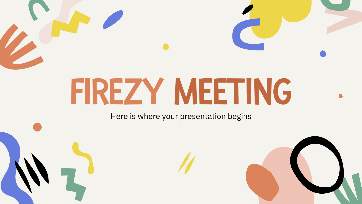 FIREZY MEETING
Here is where your presentation begins